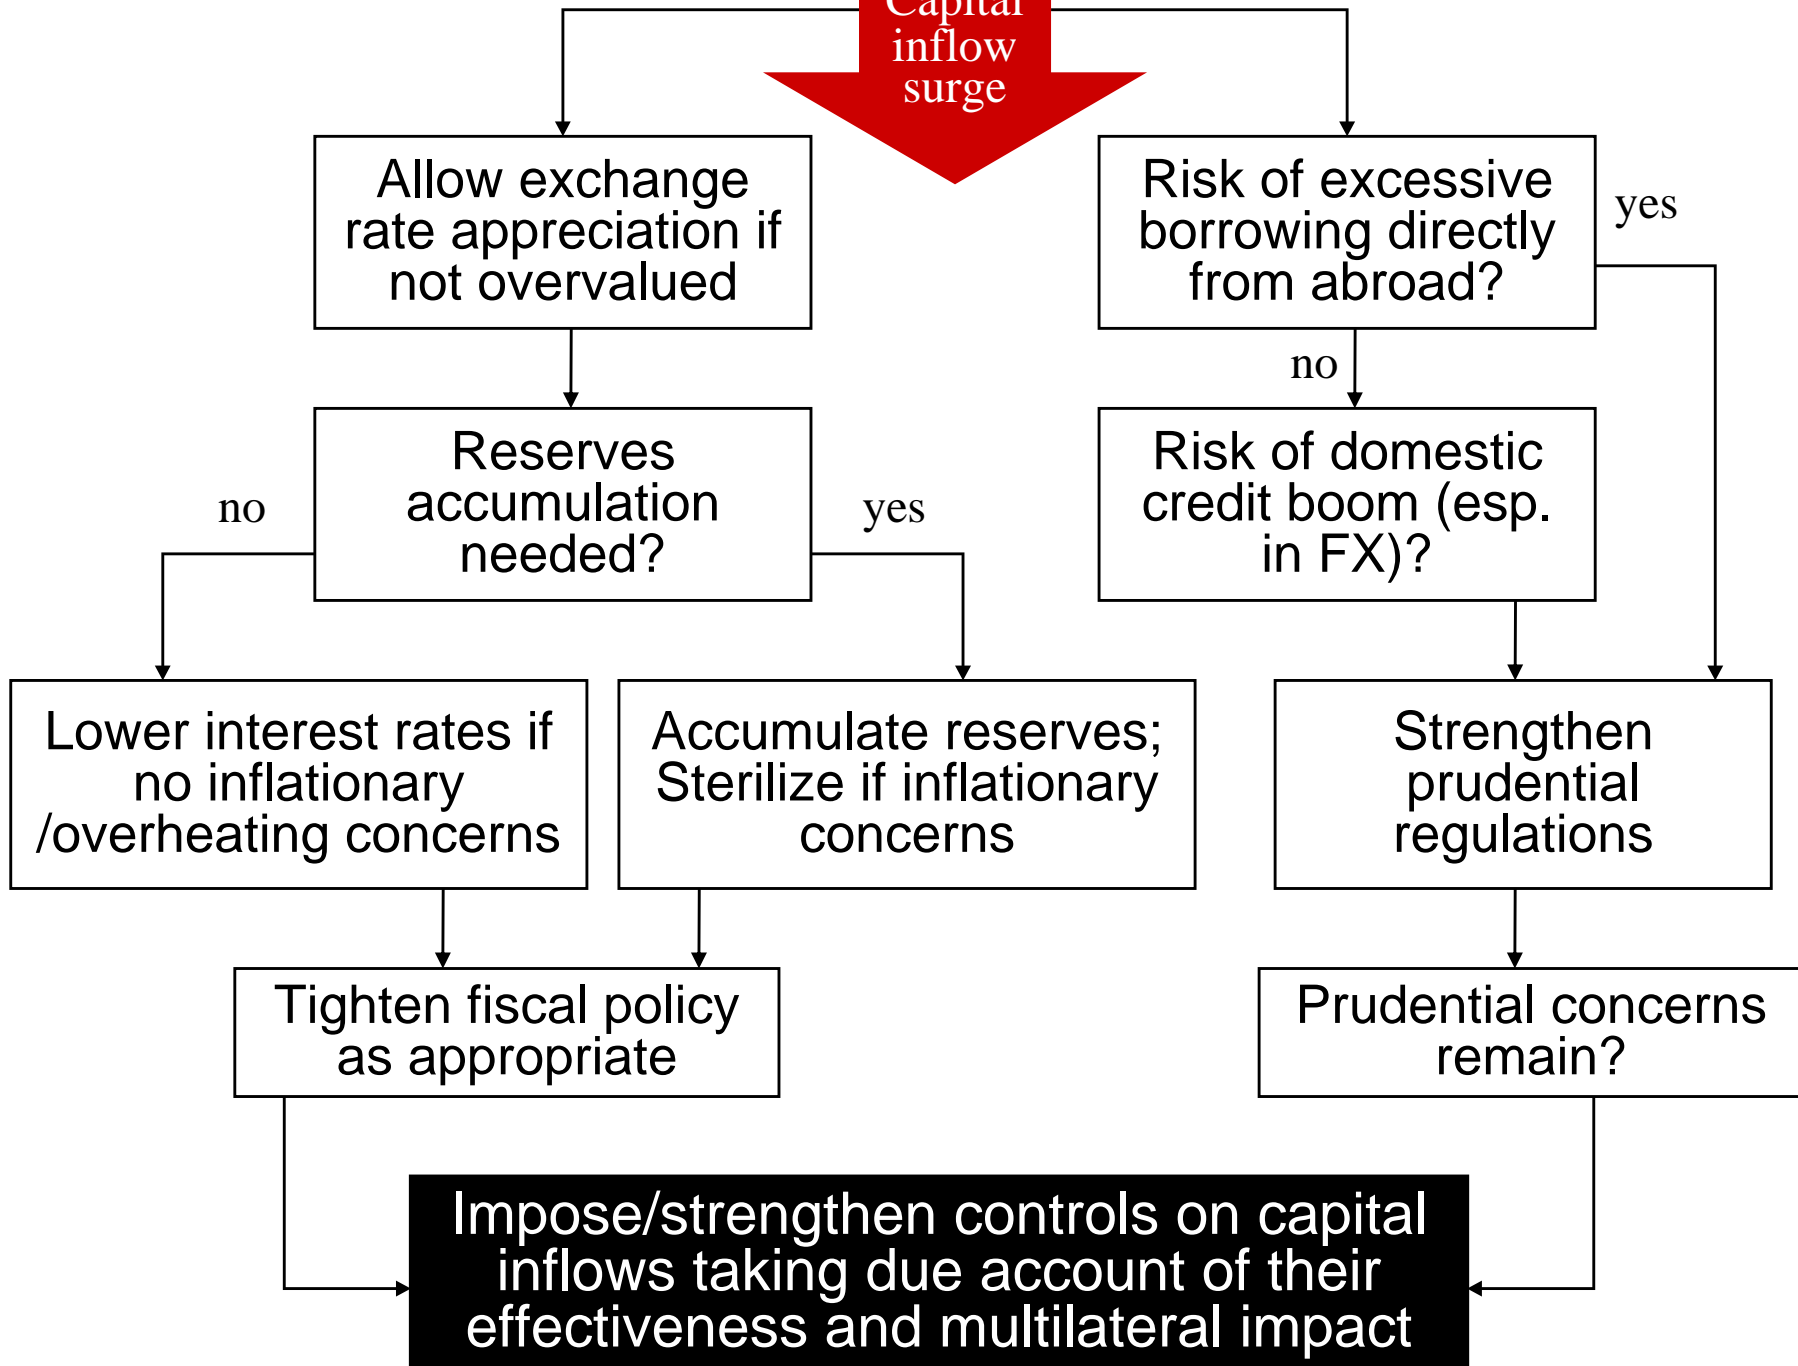 Capital
inflow
surge
Allow exchange
rate appreciation if
not overvalued
Risk of excessive
borrowing directly
from abroad?
yes
no
Reserves
accumulation
needed?
no
yes
Risk of domestic
credit boom (esp.
in FX)?
Lower interest rates if
no inflationary
/overheating concerns
Accumulate reserves;
Sterilize if inflationary
concerns
Strengthen
prudential
regulations
Tighten fiscal policy
as appropriate
Prudential concerns
remain?
Impose/strengthen controls on capital
inflows taking due account of their
effectiveness and multilateral impact